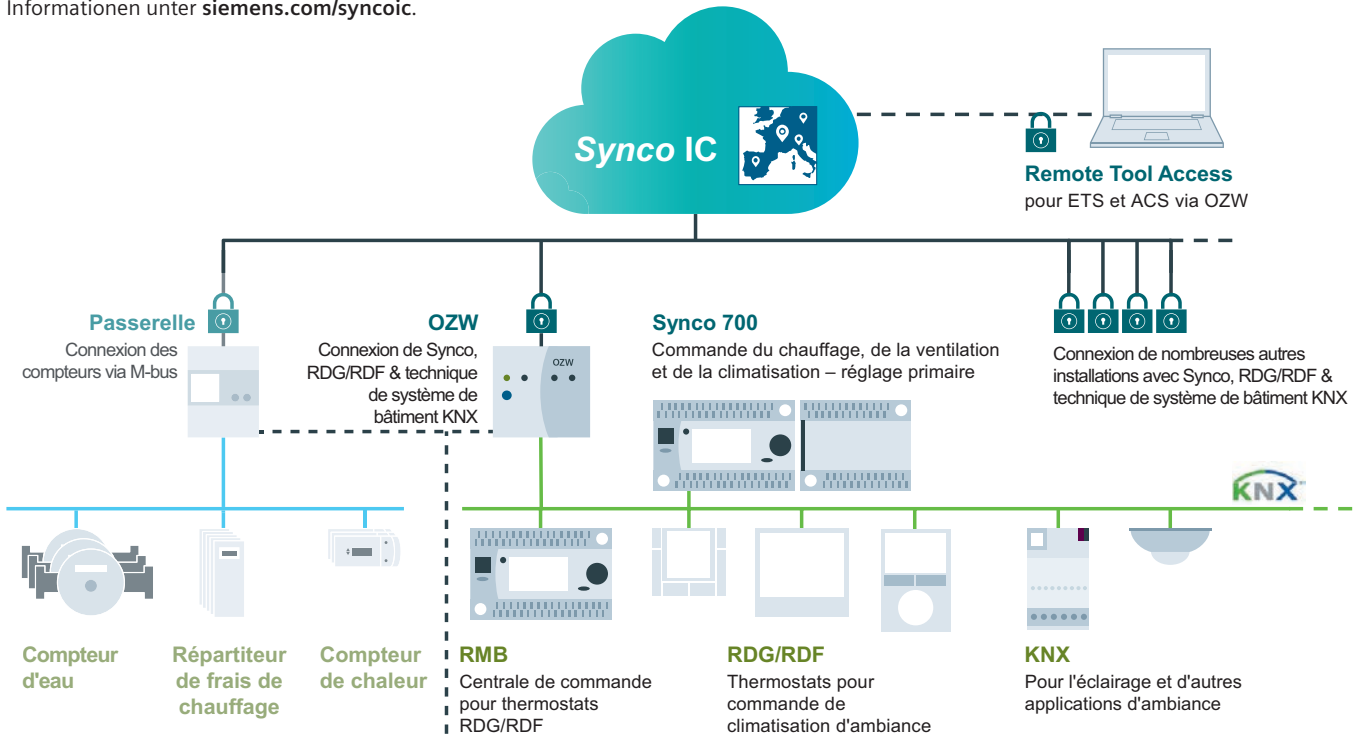 Informationen unter siemens.com/syncoic.
Synco IC
Remote Tool Access
pour ETS et ACS via OZW
Passerelle
Connexion des
compteurs via M-bus
OZW
Connexion de Synco,
RDG/RDF & technique
de système de
bâtiment KNX
OZW
Synco 700
Commande du chauffage, de la ventilation
et de la climatisation – réglage primaire
Connexion de nombreuses autres
installations avec Synco, RDG/RDF &
technique de système de bâtiment KNX
KNX
Compteur
d'eau
Répartiteur
de frais de
chauffage
Compteur
de chaleur
RMB
Centrale de commande
pour thermostats
RDG/RDF
RDG/RDF
Thermostats pour
commande de
climatisation d'ambiance
KNX
Pour l'éclairage et d'autres
applications d'ambiance